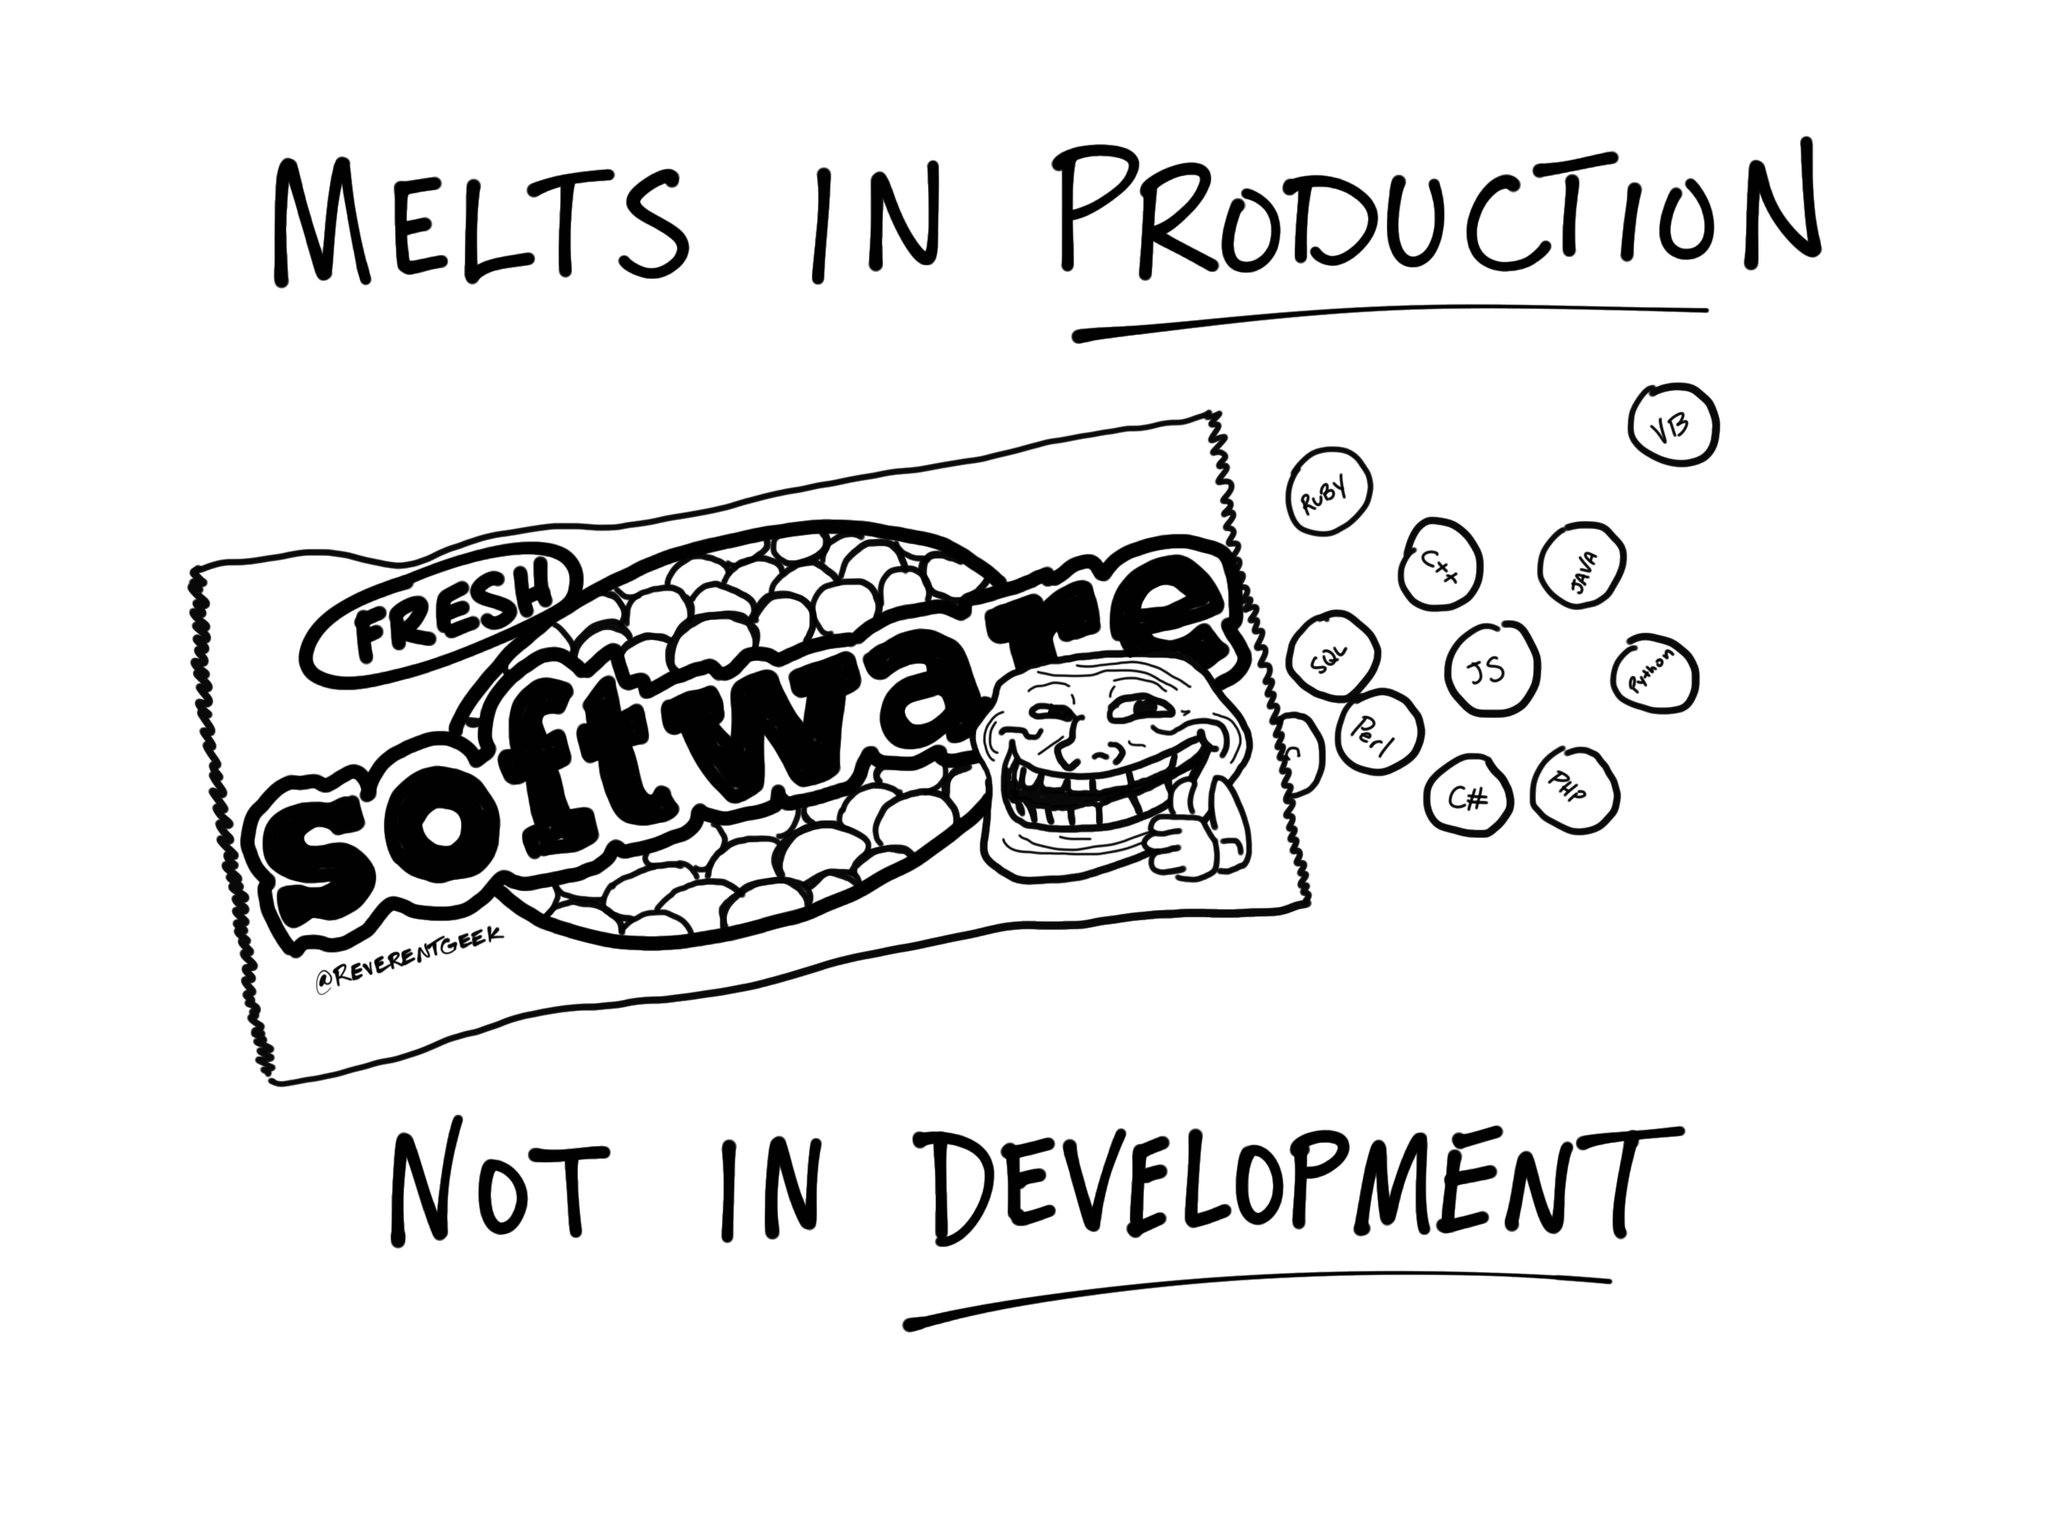 MELTS IN PRODUCTION
VB
RUBY
C++
JAVA
FRESH
software
SQL
JS
Python
Perl
C
C#
PHP
@REVERENTGEEK
NOT IN DEVELOPMENT